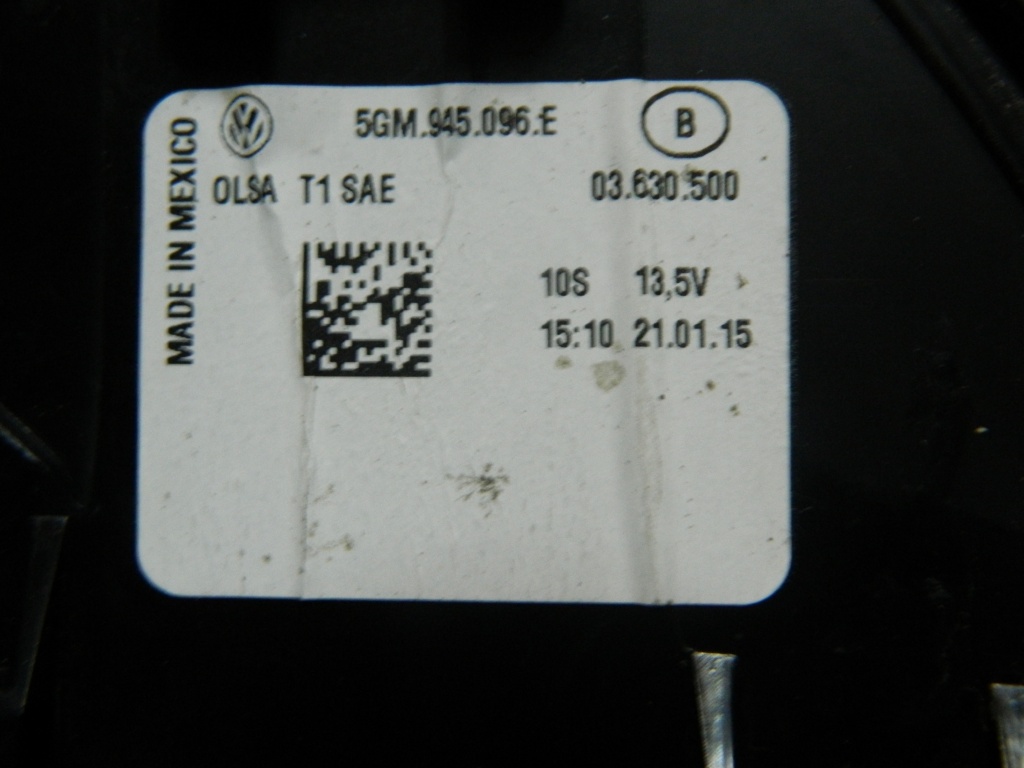 5GM.945.096.E
B
OLSA T1 SAE
03.630.500
10S 13,5V
15:10 21.01.15
MADE IN MEXICO